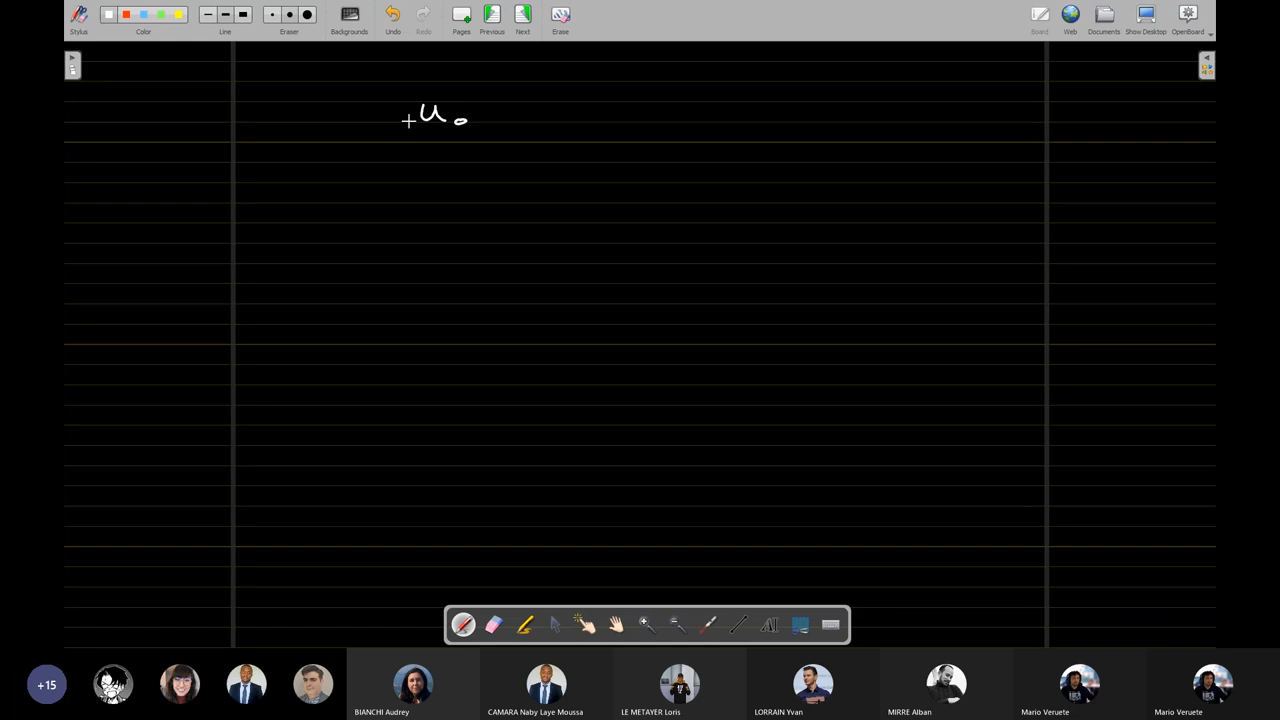 Stylus Color Line Eraser Backgrounds Undo Redo Pages Previous Next Erase Board Web Documents Show Desktop OpenBoard
u₀
AI
+15 BIANCHI Audrey CAMARA Naby Laye Moussa LE METAYER Loris LORRAIN Yvan MIRRE Alban Mario Veruete Mario Veruete